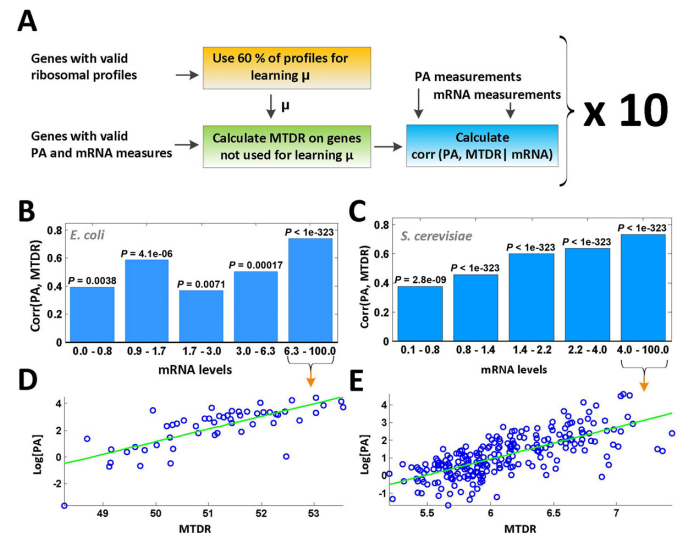 A
Genes with valid
ribosomal profiles
Use 60 % of profiles for
learning μ
μ
PA measurements
mRNA measurements
x 10
Genes with valid
PA and mRNA measures
Calculate MTDR on genes
not used for learning μ
Calculate
corr (PA, MTDR| mRNA)
B
E. coli
Corr(PA, MTDR)
0.8
0.6
0.4
0.2
0
P = 0.0038
P = 4.1e-06
P = 0.0071
P = 0.00017
P < 1e-323
0.0 - 0.8
0.9 - 1.7
1.7 - 3.0
3.0 - 6.3
6.3 - 100.0
mRNA levels
C
S. cerevisiae
Corr(PA, MTDR)
0.8
0.6
0.4
0.2
0
P = 2.8e-09
P < 1e-323
P < 1e-323
P < 1e-323
P < 1e-323
0.1 - 0.8
0.8 - 1.4
1.4 - 2.2
2.2 - 4.0
4.0 - 100.0
mRNA levels
D
Log[PA]
4
2
0
-2
49
50
51
52
53
MTDR
E
Log[PA]
4
3
2
1
0
-1
5.5
6
6.5
7
MTDR